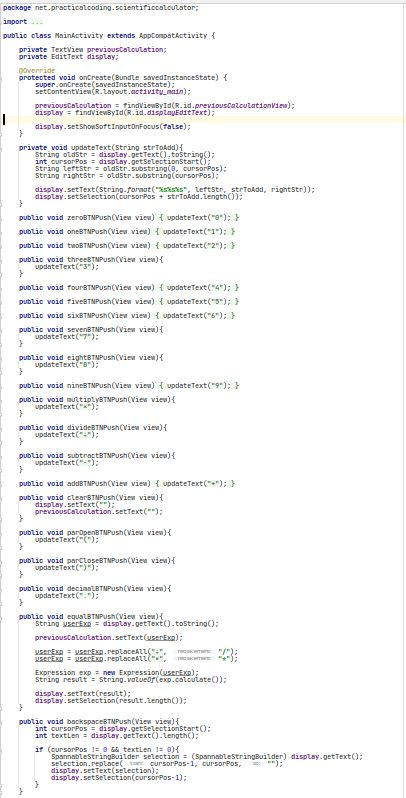 package net.practicalcoding.scientificcalculator;
import ...
public class MainActivity extends AppCompatActivity {
private TextView previousCalculation;
private EditText display;
@Override
protected void onCreate(Bundle savedInstanceState) {
super.onCreate(savedInstanceState);
setContentView(R.layout.activity_main);
previousCalculation = findViewById(R.id.previousCalculationView);
display = findViewById(R.id.displayEditText);
display.setShowSoftInputOnFocus(false);
}
private void updateText(String strToAdd){
String oldStr = display.getText().toString();
int cursorPos = display.getSelectionStart();
String leftStr = oldStr.substring(0, cursorPos);
String rightStr = oldStr.substring(cursorPos);
display.setText(String.format("%s%s%s", leftStr, strToAdd, rightStr));
display.setSelection(cursorPos + strToAdd.length());
}
public void zeroBTNPush(View view) { updateText("0"); }
public void oneBTNPush(View view) { updateText("1"); }
public void twoBTNPush(View view) { updateText("2"); }
public void threeBTNPush(View view){
updateText("3");
}
public void fourBTNPush(View view) { updateText("4"); }
public void fiveBTNPush(View view) { updateText("5"); }
public void sixBTNPush(View view) { updateText("6"); }
public void sevenBTNPush(View view){
updateText("7");
}
public void eightBTNPush(View view){
updateText("8");
}
public void nineBTNPush(View view) { updateText("9"); }
public void multiplyBTNPush(View view){
updateText("×");
}
public void divideBTNPush(View view){
updateText("÷");
}
public void subtractBTNPush(View view){
updateText("-");
}
public void addBTNPush(View view) { updateText("+"); }
public void clearBTNPush(View view){
display.setText("");
previousCalculation.setText("");
}
public void parOpenBTNPush(View view){
updateText("(");
}
public void parCloseBTNPush(View view){
updateText(")");
}
public void decimalBTNPush(View view){
updateText(".");
}
public void equalBTNPush(View view){
String userExp = display.getText().toString();
previousCalculation.setText(userExp);
userExp = userExp.replaceAll("÷", replacement: "/");
userExp = userExp.replaceAll("×", replacement: "*");
Expression exp = new Expression(userExp);
String result = String.valueOf(exp.calculate());
display.setText(result);
display.setSelection(result.length());
}
public void backspaceBTNPush(View view){
int cursorPos = display.getSelectionStart();
int textLen = display.getText().length();
if (cursorPos != 0 && textLen != 0){
SpannableStringBuilder selection = (SpannableStringBuilder) display.getText();
selection.replace( cursorPos-1, cursorPos, "");
display.setText(selection);
display.setSelection(cursorPos-1);
}
}